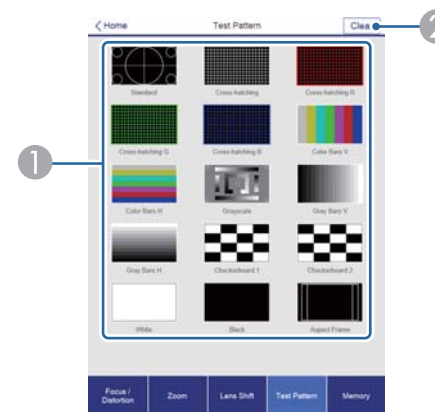 Home Test Pattern Clea
2
Standard Cross-hatching Cross-hatching R
1
Cross-hatching G Cross-hatching B Color Bars V
Color Bars H Grayscale Gray Bars V
Gray Bars H Checkerboard 1 Checkerboard 2
White Black Aspect Frame
Focus /
Distortion Zoom Lens Shift Test Pattern Memory